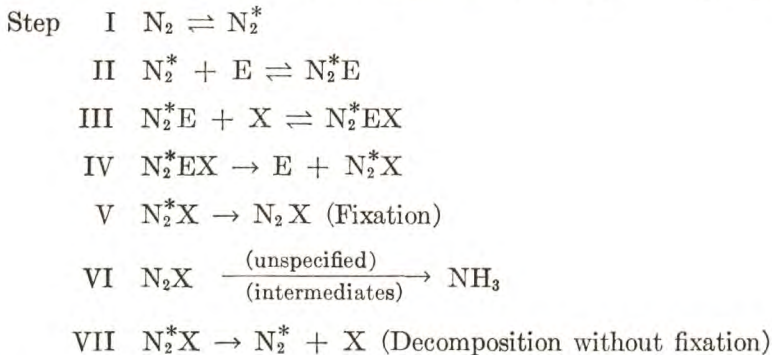 Step I N₂ ⇌ N₂*
II N₂* + E ⇌ N₂*E
III N₂*E + X ⇌ N₂*EX
IV N₂*EX → E + N₂*X
V N₂*X → N₂X (Fixation)
VI N₂X (unspecified) (intermediates) → NH₃
VII N₂*X → N₂* + X (Decomposition without fixation)